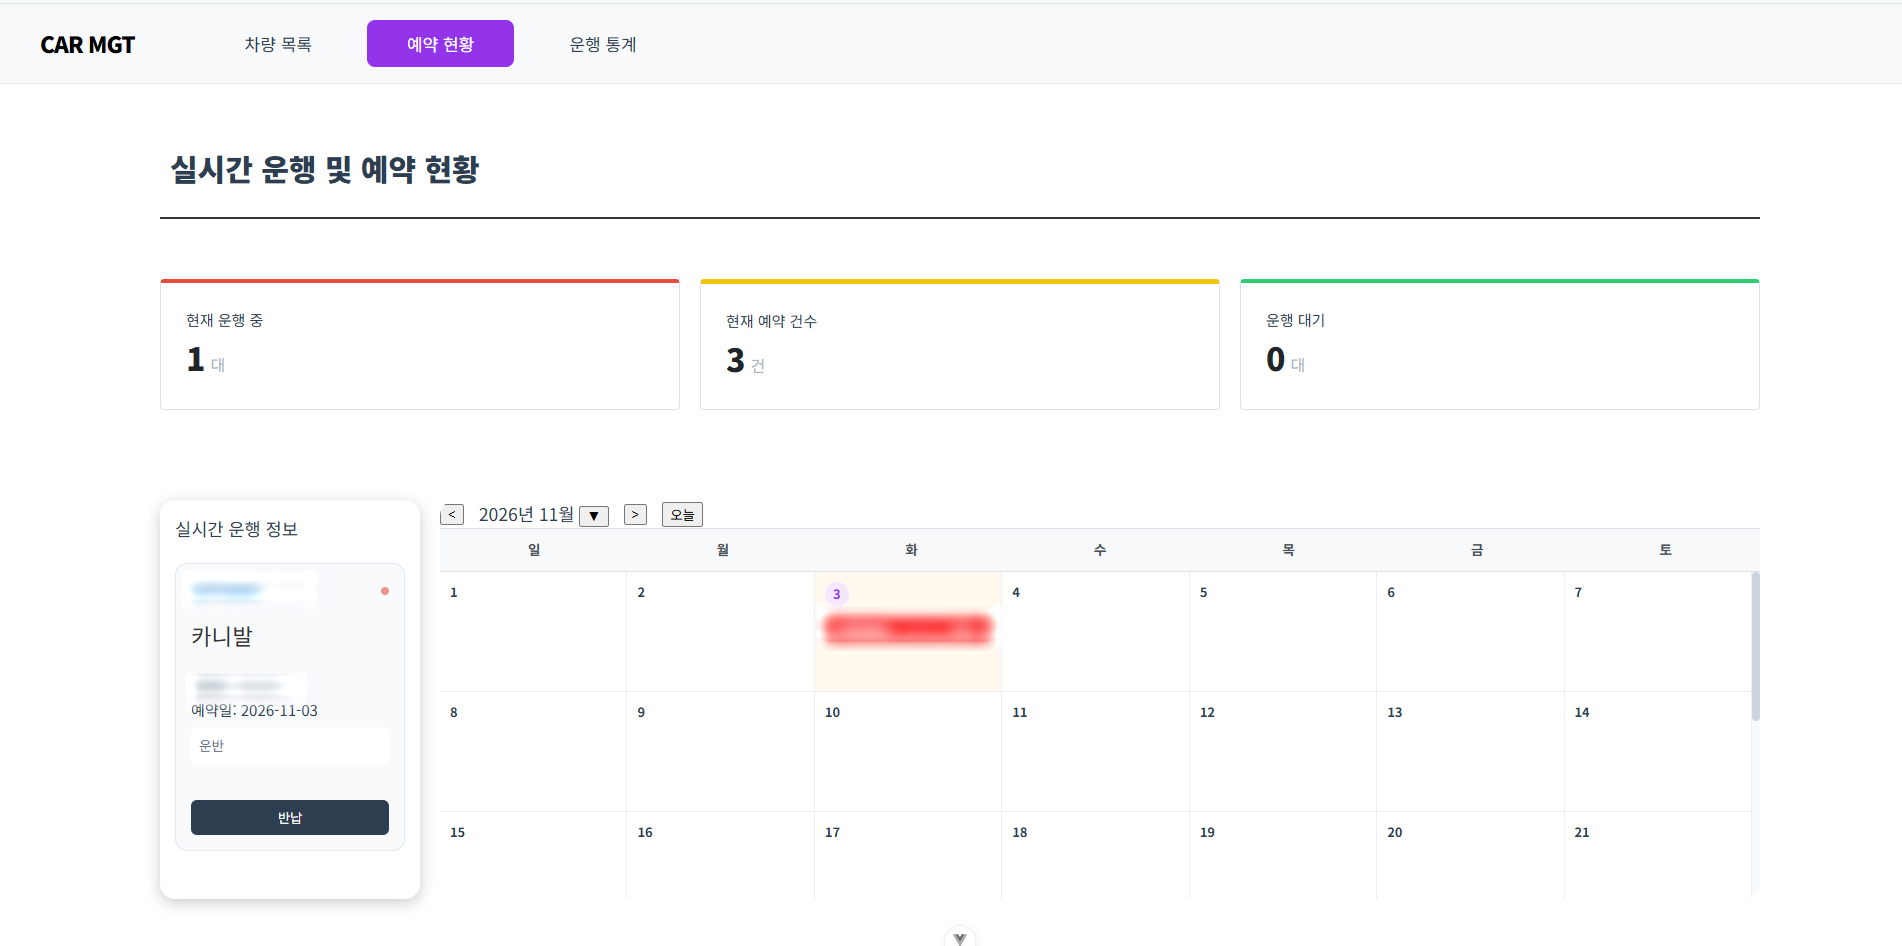 CAR MGT 차량 목록 예약 현황 운행 통계
실시간 운행 및 예약 현황
현재 운행 중
1 대
현재 예약 건수
3 건
운행 대기
0 대
실시간 운행 정보
카니발
예약일: 2026-11-03
운반
반납
< 2026년 11월 ▼ > 오늘
일 월 화 수 목 금 토
1 2 3 4 5 6 7
8 9 10 11 12 13 14
15 16 17 18 19 20 21